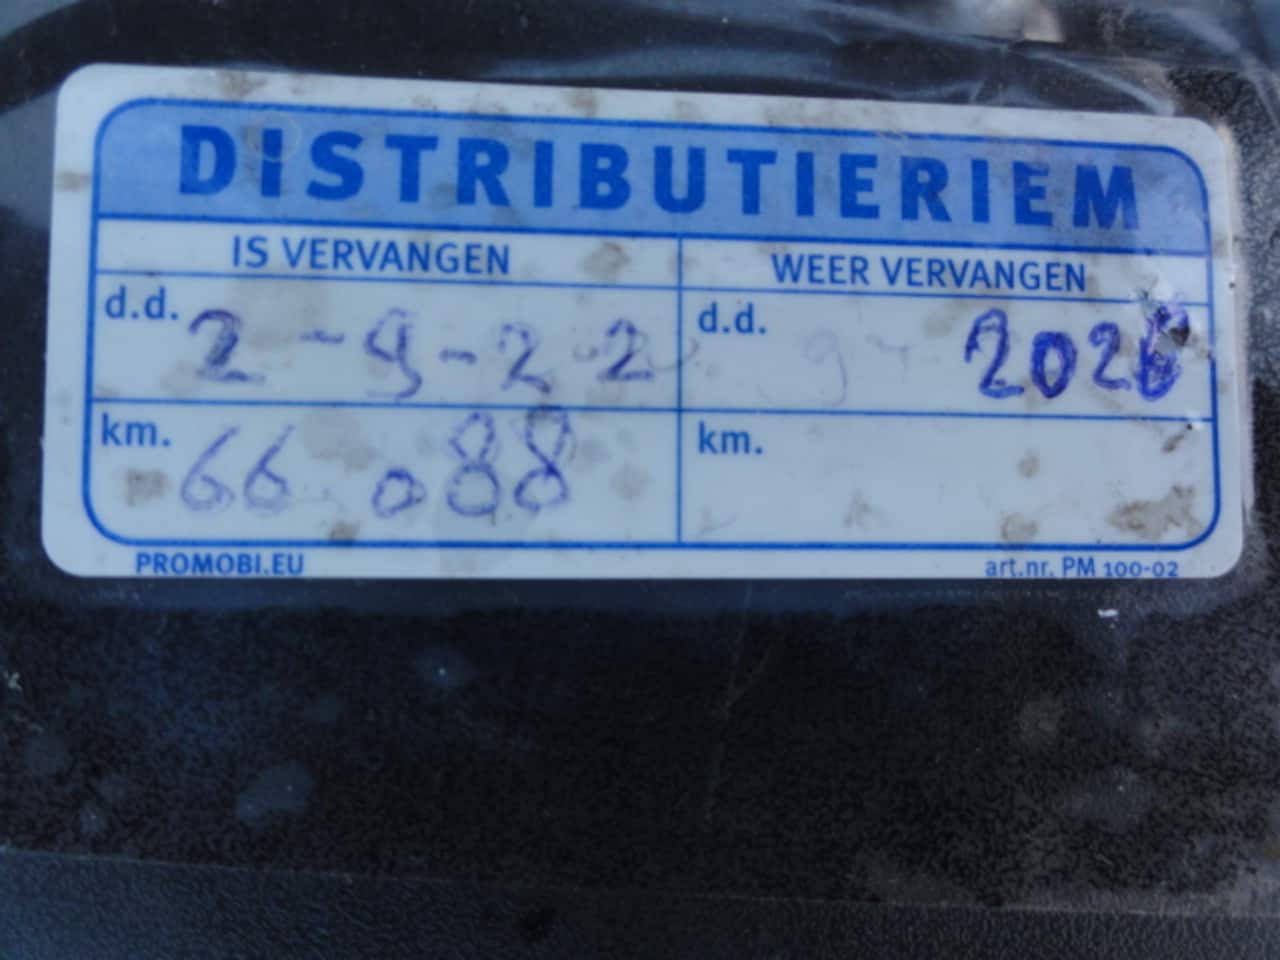 DISTRIBUTIERIEM
IS VERVANGEN WEER VERVANGEN
d.d. 2-9-22 d.d. 9-
km. 66.088 km.
PROMOBI.EU art.nr. PM 100-02